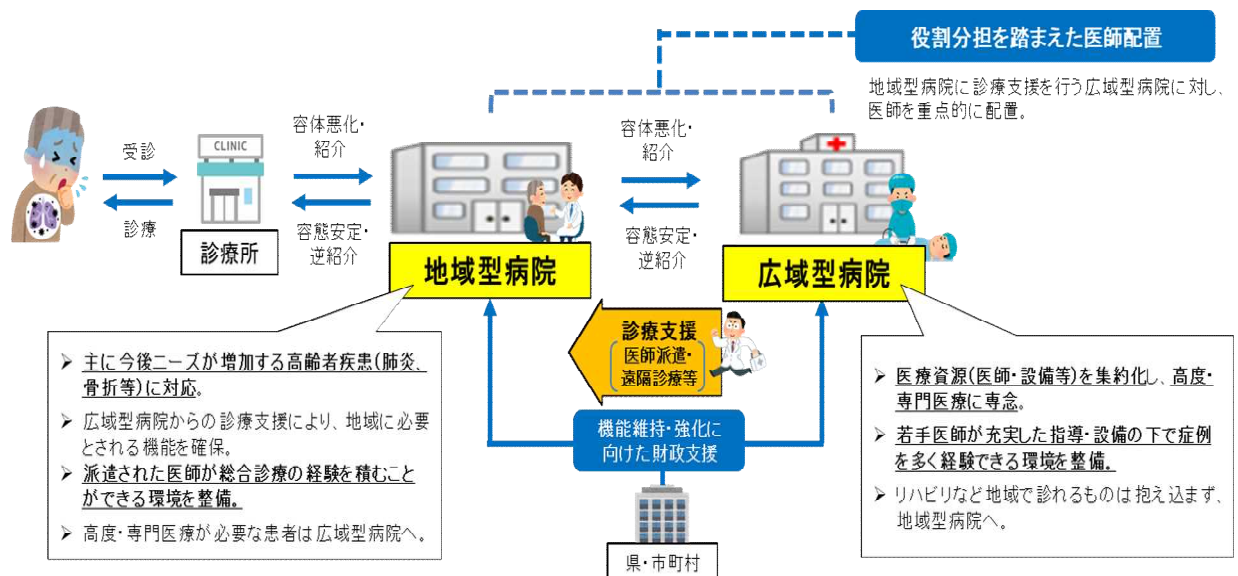 役割分担を踏まえた医師配置
地域型病院に診療支援を行う広域型病院に対し、
医師を重点的に配置。
受診
診療
CLINIC
診療所
容体悪化・
紹介
容態安定・
逆紹介
地域型病院
容体悪化・
紹介
容態安定・
逆紹介
広域型病院
診療支援
医師派遣・
遠隔診療等
➢ 主に今後ニーズが増加する高齢者疾患(肺炎、
骨折等)に対応。
➢ 広域型病院からの診療支援により、地域に必要
とされる機能を確保。
➢ 派遣された医師が総合診療の経験を積むこと
ができる環境を整備。
➢ 高度・専門医療が必要な患者は広域型病院へ。
機能維持・強化に
向けた財政支援
県・市町村
➢ 医療資源(医師・設備等)を集約化し、高度・
専門医療に専念。
➢ 若手医師が充実した指導・設備の下で症例
を多く経験できる環境を整備。
➢ リハビリなど地域で診れるものは抱え込まず、
地域型病院へ。